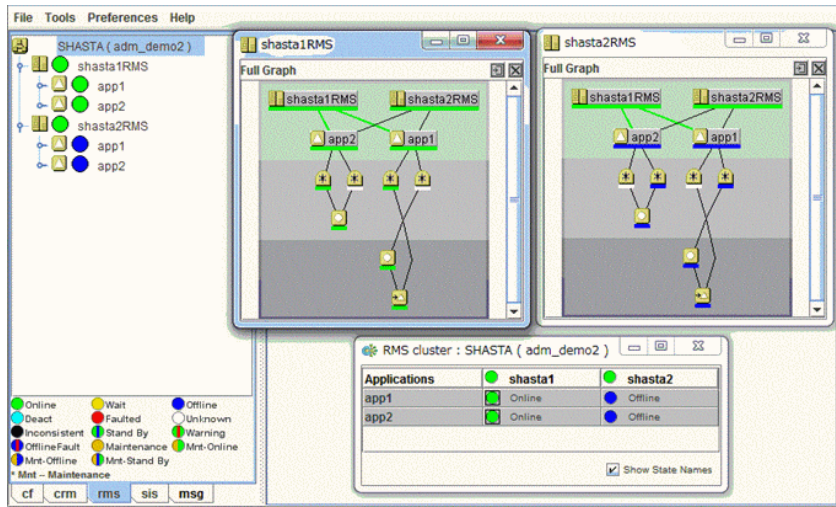 File Tools Preferences Help
SHASTA ( adm_demo2 )
shasta1RMS
app1
app2
shasta2RMS
app1
app2
Online Wait Offline
Deact Faulted Unknown
Inconsistent Stand By Warning
OfflineFault Maintenance Mnt-Online
Mnt-Offline Mnt-Stand By
* Mnt -- Maintenance
cf crm rms sis msg
shasta1RMS
Full Graph
shasta1RMS shasta2RMS
app2 app1
shasta2RMS
Full Graph
shasta1RMS shasta2RMS
app2 app1
RMS cluster : SHASTA ( adm_demo2 )
Applications shasta1 shasta2
app1 Online Offline
app2 Online Offline
Show State Names